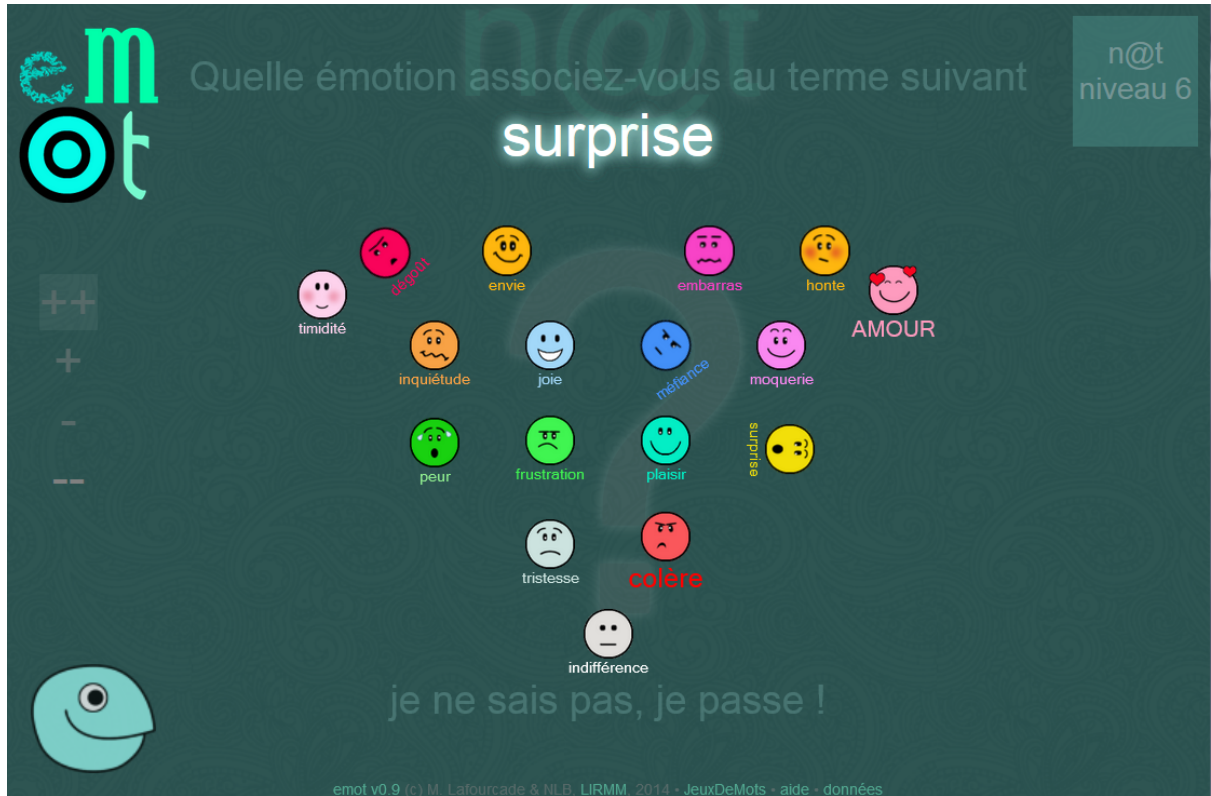 emot
n@t
Quelle émotion associez-vous au terme suivant
surprise
n@t
niveau 6
++
+
-
--
timidité
dégoût
envie
embarras
honte
AMOUR
inquiétude
joie
méfiance
moquerie
peur
frustration
plaisir
surprise
tristesse
colère
indifférence
je ne sais pas, je passe !
emot v0.9 (c) M. Lafourcade & NLB, LIRMM, 2014 • JeuxDeMots • aide • données